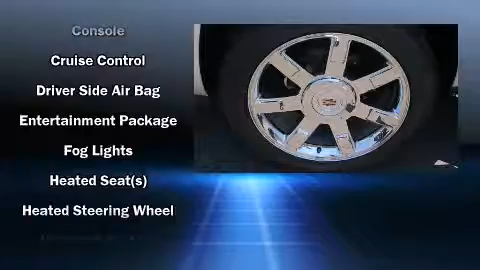 Console
Cruise Control
Driver Side Air Bag
Entertainment Package
Fog Lights
Heated Seat(s)
Heated Steering Wheel